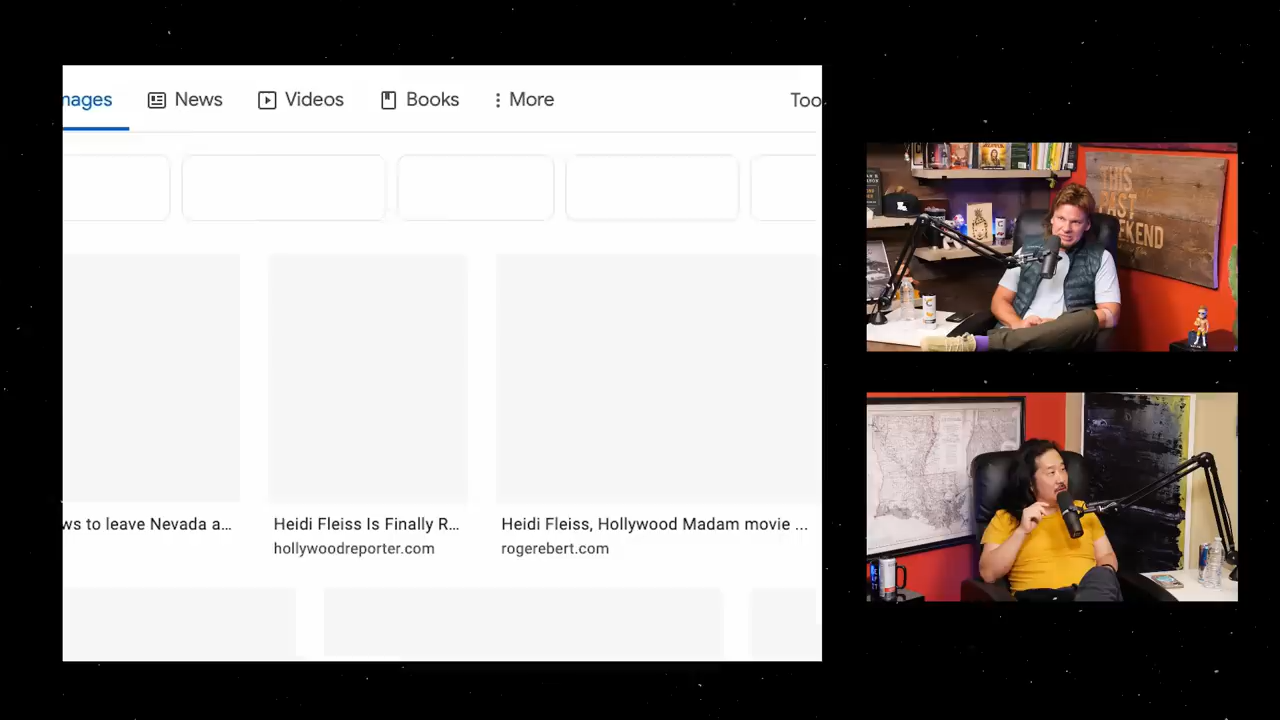 mages News Videos Books More Too
ws to leave Nevada a...
Heidi Fleiss Is Finally R...
Heidi Fleiss, Hollywood Madam movie ...
hollywoodreporter.com
rogerebert.com
THIS
PAST
WEEKEND